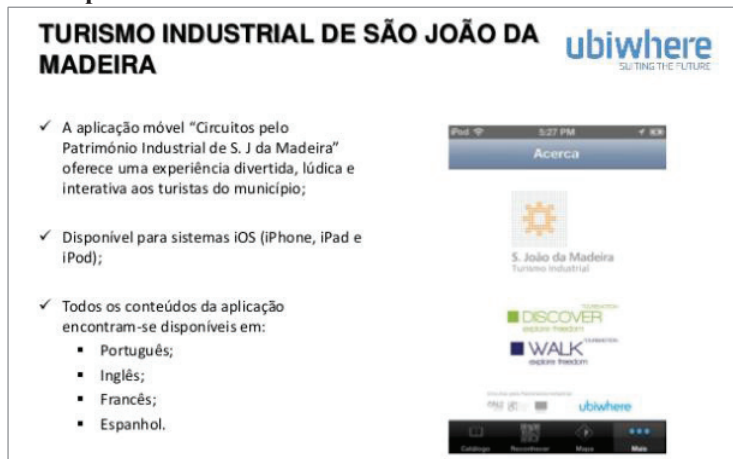 TURISMO INDUSTRIAL DE SÃO JOÃO DA
MADEIRA
ubiwhere
SUITING THE FUTURE
✓ A aplicação móvel “Circuitos pelo
Património Industrial de S. J da Madeira”
oferece uma experiência divertida, lúdica e
interativa aos turistas do município;
✓ Disponível para sistemas iOS (iPhone, iPad e
iPod);
✓ Todos os conteúdos da aplicação
encontram-se disponíveis em:
▪ Português;
▪ Inglês;
▪ Francês;
▪ Espanhol.
iPod 5:27 PM
Acerca
S. João da Madeira
Turismo Industrial
DISCOVER
explore freedom
WALK
explore freedom
ubiwhere
Catálogo Reconhecer Mapa Mais